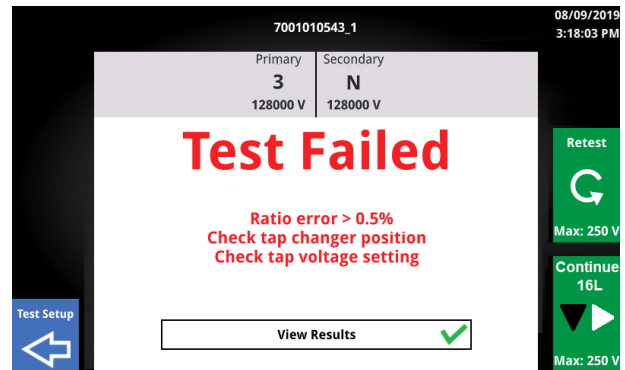 7001010543_1
08/09/2019
3:18:03 PM
Primary
Secondary
3
N
128000 V
128000 V
Test Failed
Ratio error > 0.5%
Check tap changer position
Check tap voltage setting
View Results
Test Setup
Retest
Max: 250 V
Continue
16L
Max: 250 V